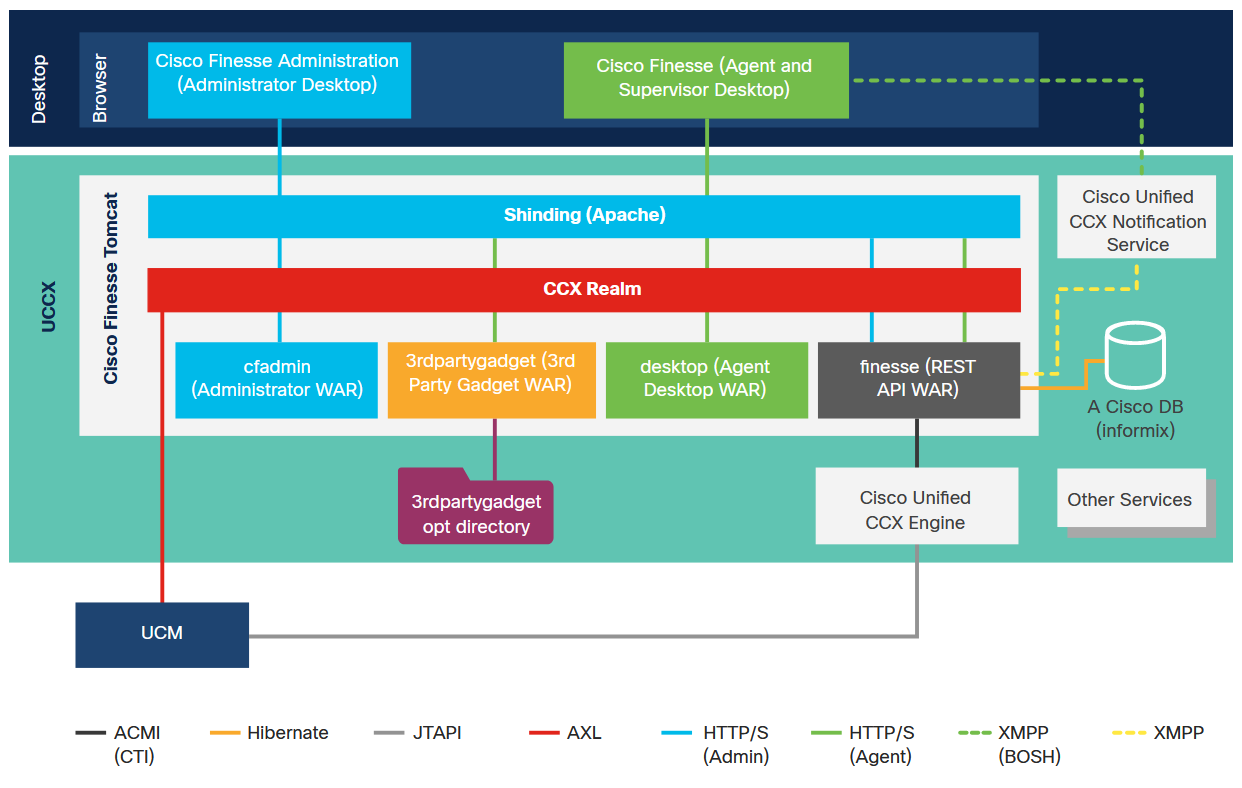 Desktop
Browser
Cisco Finesse Administration
(Administrator Desktop)
Cisco Finesse (Agent and
Supervisor Desktop)
UCCX
Cisco Finesse Tomcat
Shinding (Apache)
Cisco Unified
CCX Notification
Service
CCX Realm
cfadmin
(Administrator WAR)
3rdpartygadget (3rd
Party Gadget WAR)
desktop (Agent
Desktop WAR)
finesse (REST
API WAR)
A Cisco DB
(informix)
3rdpartygadget
opt directory
Cisco Unified
CCX Engine
Other Services
UCM
ACMI
(CTI)
Hibernate
JTAPI
AXL
HTTP/S
(Admin)
HTTP/S
(Agent)
XMPP
(BOSH)
XMPP